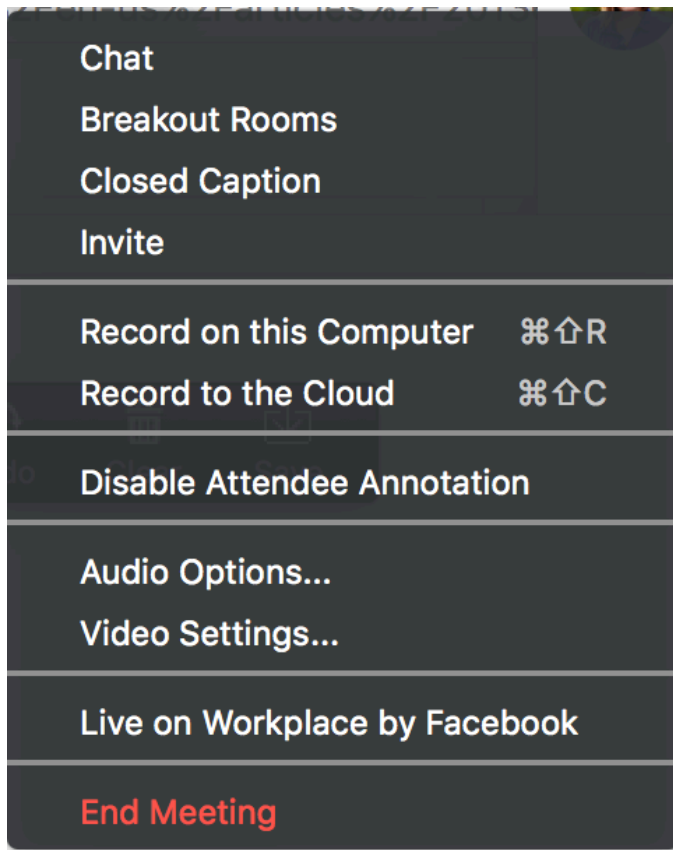 Chat
Breakout Rooms
Closed Caption
Invite
Record on this Computer ⌘⇧R
Record to the Cloud ⌘⇧C
Disable Attendee Annotation
Audio Options...
Video Settings...
Live on Workplace by Facebook
End Meeting